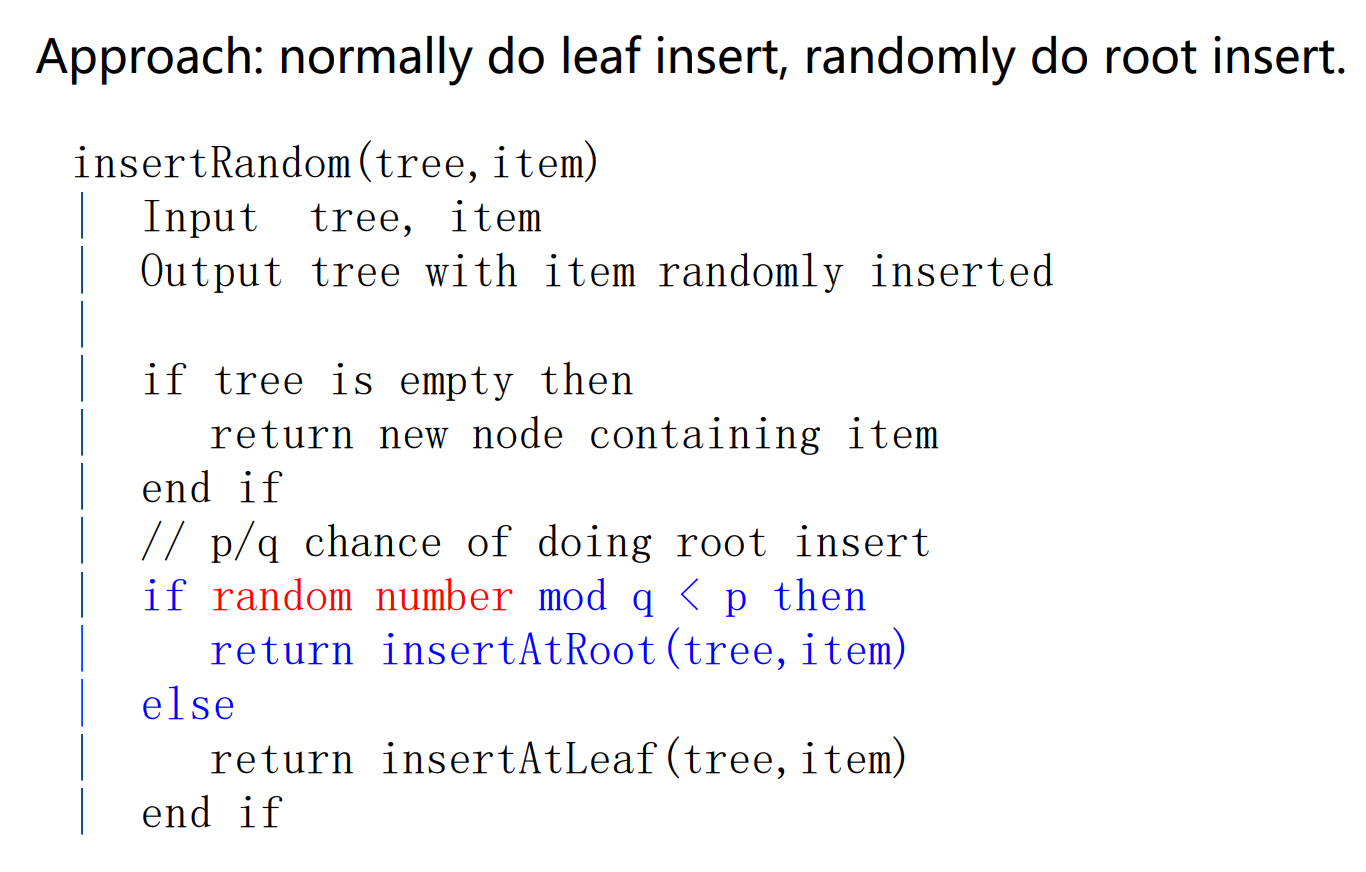 Approach: normally do leaf insert, randomly do root insert.
insertRandom(tree,item)
| Input tree, item
| Output tree with item randomly inserted
|
| if tree is empty then
| return new node containing item
| end if
| // p/q chance of doing root insert
| if random number mod q < p then
| return insertAtRoot(tree,item)
| else
| return insertAtLeaf(tree,item)
| end if